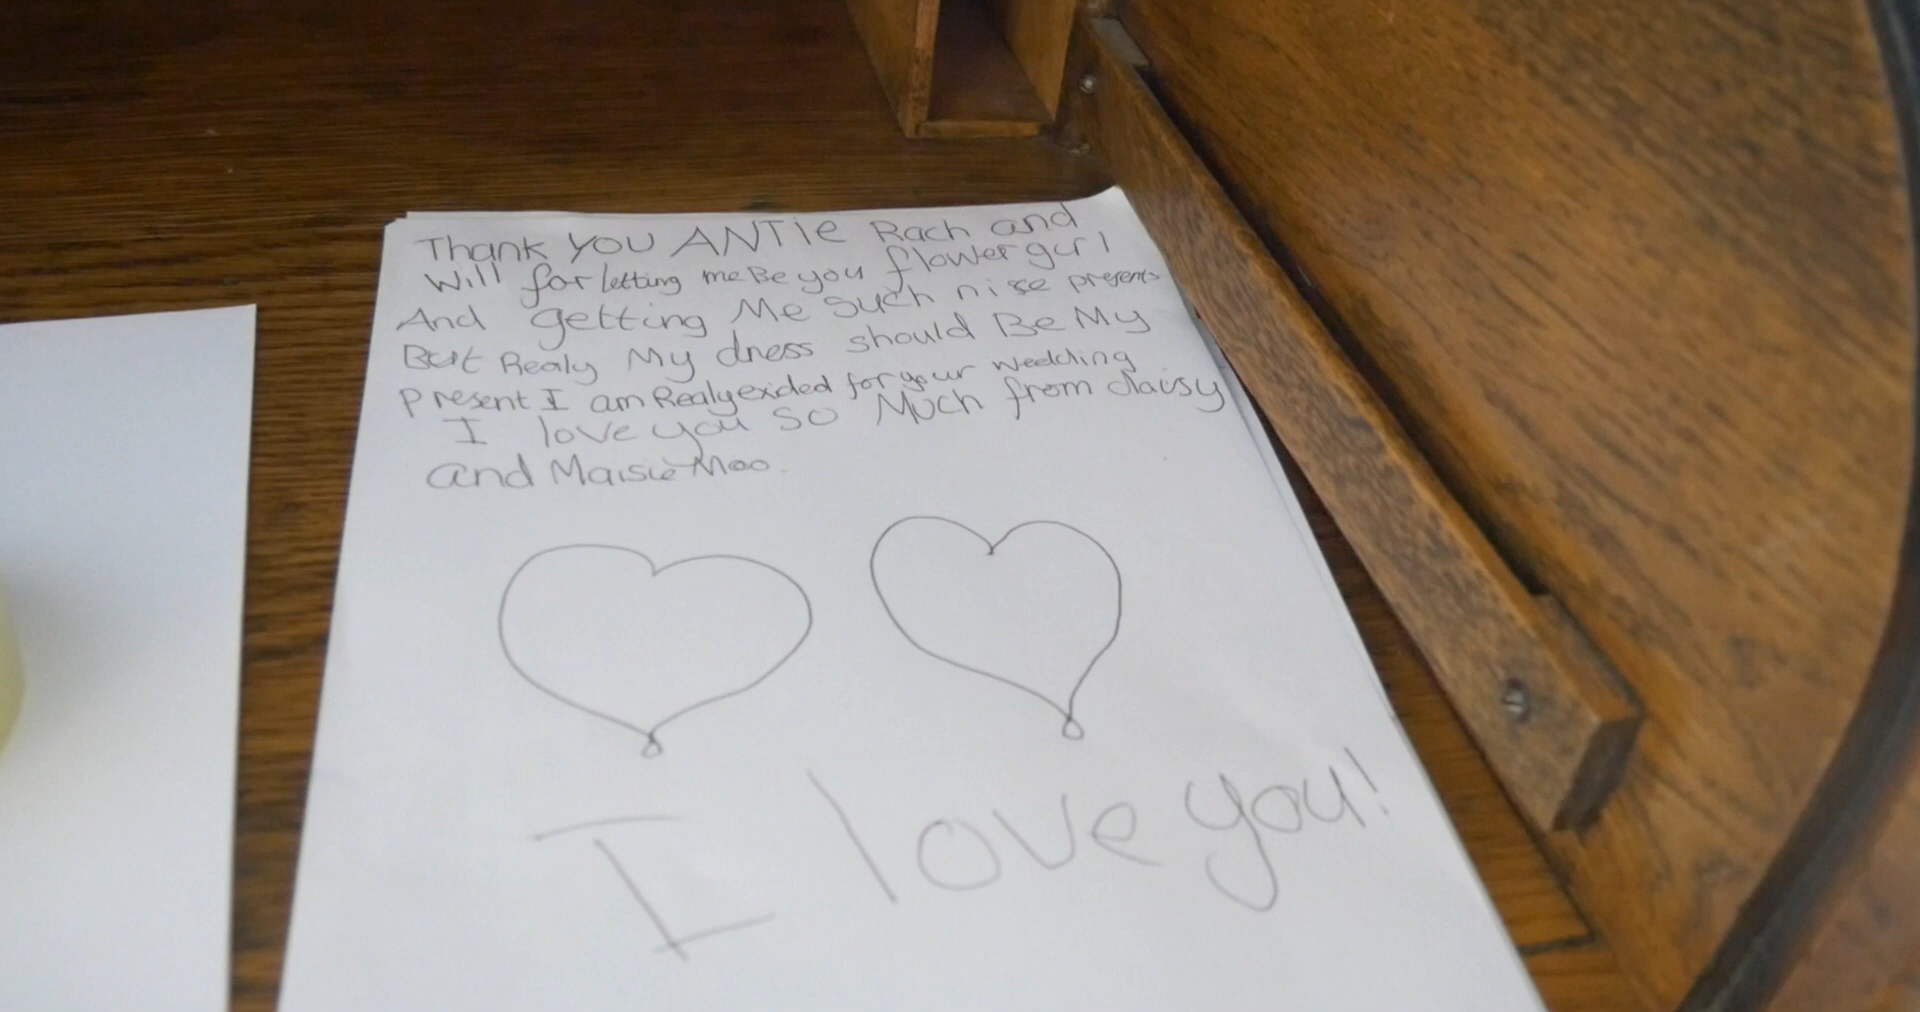 Thank YOU ANTie Rach and
Will for letting me Be you flower girl
And getting Me Such nise presents
But Realy My dress should Be My
Present I am Realy exided for your wedding
I love you so Much from daisy
and Maisie Moo.
I love you!